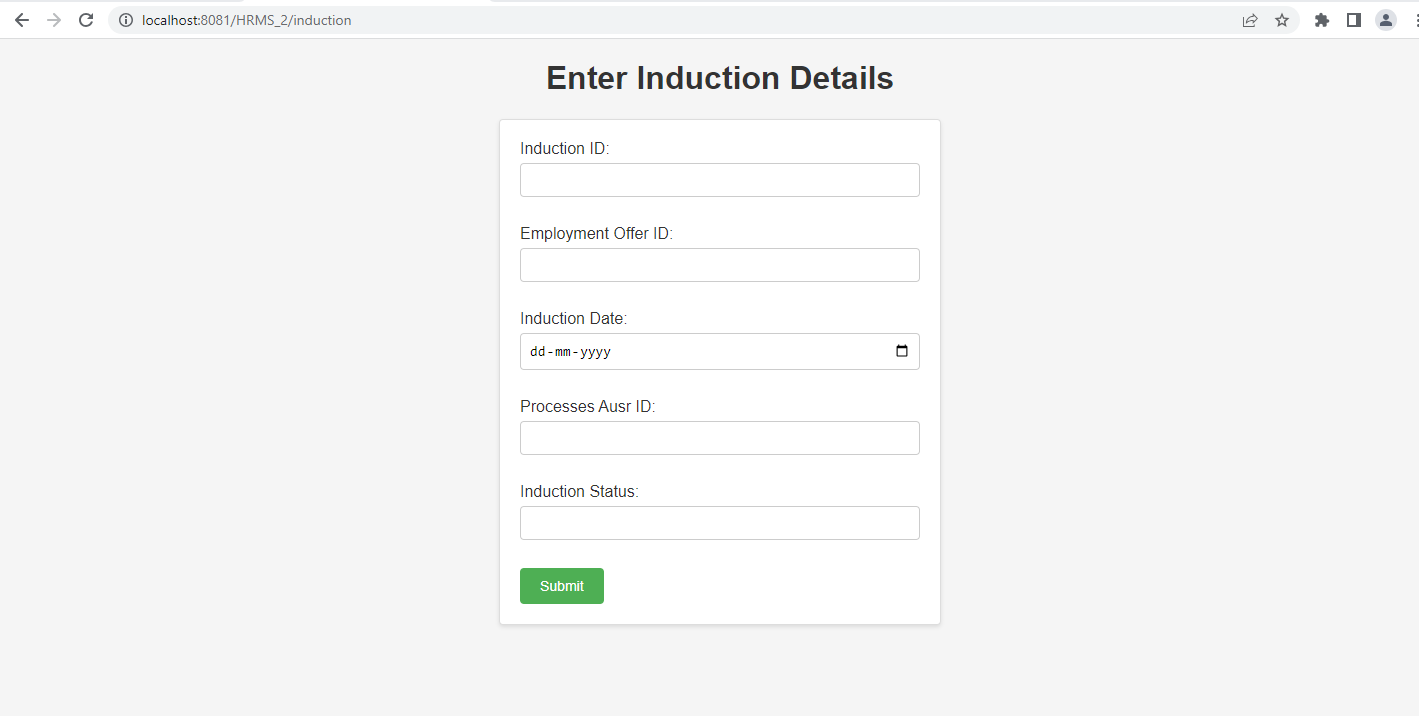 localhost:8081/HRMS_2/induction
Enter Induction Details
Induction ID:
Employment Offer ID:
Induction Date:
dd-mm-yyyy
Processes Ausr ID:
Induction Status:
Submit